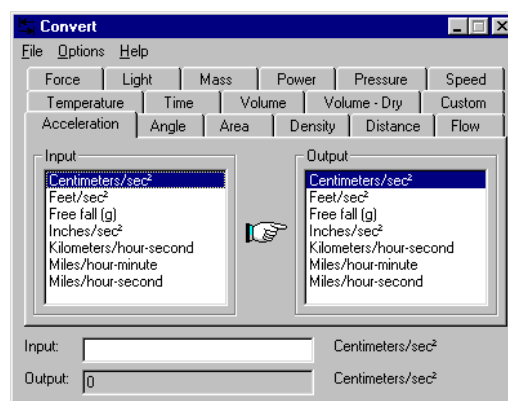 Convert
File Options Help
Force Light Mass Power Pressure Speed
Temperature Time Volume Volume - Dry Custom
Acceleration Angle Area Density Distance Flow
Input
Centimeters/sec²
Feet/sec²
Free fall (g)
Inches/sec²
Kilometers/hour-second
Miles/hour-minute
Miles/hour-second
Output
Centimeters/sec²
Feet/sec²
Free fall (g)
Inches/sec²
Kilometers/hour-second
Miles/hour-minute
Miles/hour-second
Input: Centimeters/sec²
Output: 0 Centimeters/sec²